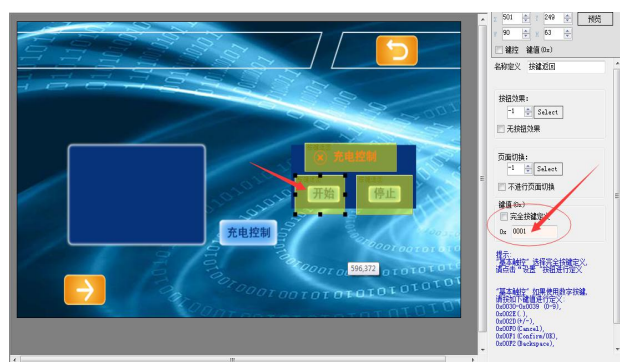 X 501 Y 249 预览
W 90 H 63
键控 键值(0x)
名称定义 按键返回
充电控制
开始 停止
充电控制
596,372
按钮效果:
-1 Select
无按钮效果
页面切换:
-1 Select
不进行页面切换
键值(0x)
完全按键定义
0x 0001
提示:
"基本触控" 选择完全按键定义,
请点击 "设置" 按钮进行定义
"基本触控" 如果使用数字按键,
请按如下键值进行定义
0x0030-0x0039 (0-9),
0x002E(.),
0x002D(+/-),
0x00F0(Cancel),
0x00F1(Confirm/OK),
0x00F2(Backspace),